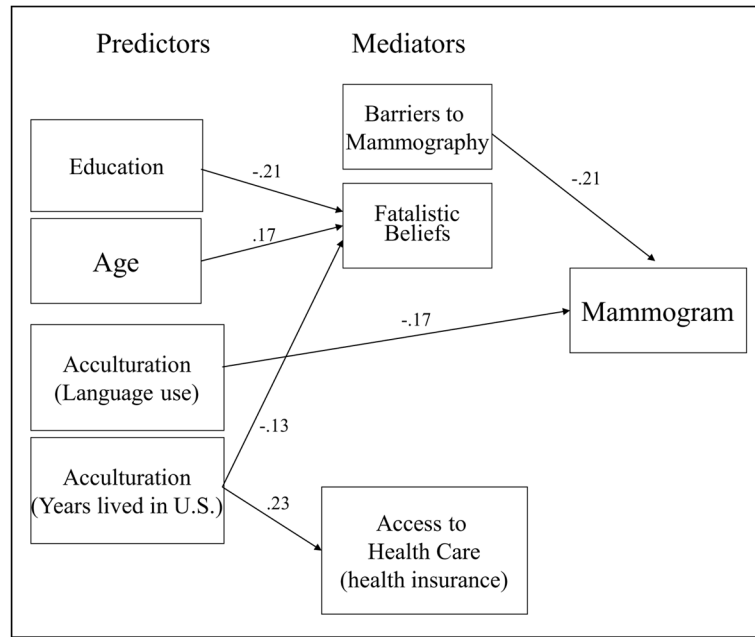 Predictors
Mediators
Barriers to
Mammography
Education
-.21
-.21
Fatalistic
Beliefs
.17
Age
Mammogram
-.17
Acculturation
(Language use)
-.13
Acculturation
(Years lived in U.S.)
.23
Access to
Health Care
(health insurance)